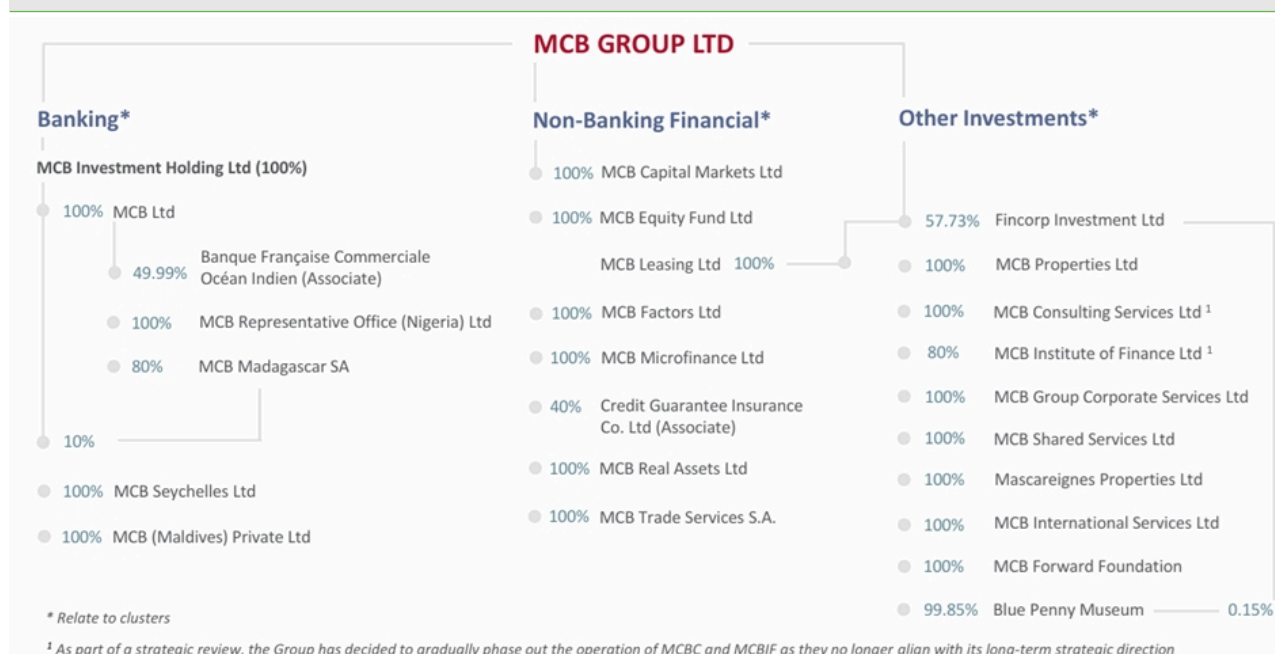 MCB GROUP LTD
Banking*
MCB Investment Holding Ltd (100%)
100% MCB Ltd
49.99% Banque Française Commerciale
Océan Indien (Associate)
100% MCB Representative Office (Nigeria) Ltd
80% MCB Madagascar SA
10%
100% MCB Seychelles Ltd
100% MCB (Maldives) Private Ltd
Non-Banking Financial*
100% MCB Capital Markets Ltd
100% MCB Equity Fund Ltd
MCB Leasing Ltd 100%
100% MCB Factors Ltd
100% MCB Microfinance Ltd
40% Credit Guarantee Insurance
Co. Ltd (Associate)
100% MCB Real Assets Ltd
100% MCB Trade Services S.A.
Other Investments*
57.73% Fincorp Investment Ltd
100% MCB Properties Ltd
100% MCB Consulting Services Ltd ¹
80% MCB Institute of Finance Ltd ¹
100% MCB Group Corporate Services Ltd
100% MCB Shared Services Ltd
100% Mascareignes Properties Ltd
100% MCB International Services Ltd
100% MCB Forward Foundation
99.85% Blue Penny Museum 0.15%
* Relate to clusters
¹ As part of a strategic review, the Group has decided to gradually phase out the operation of MCBC and MCBIF as they no longer align with its long-term strategic direction